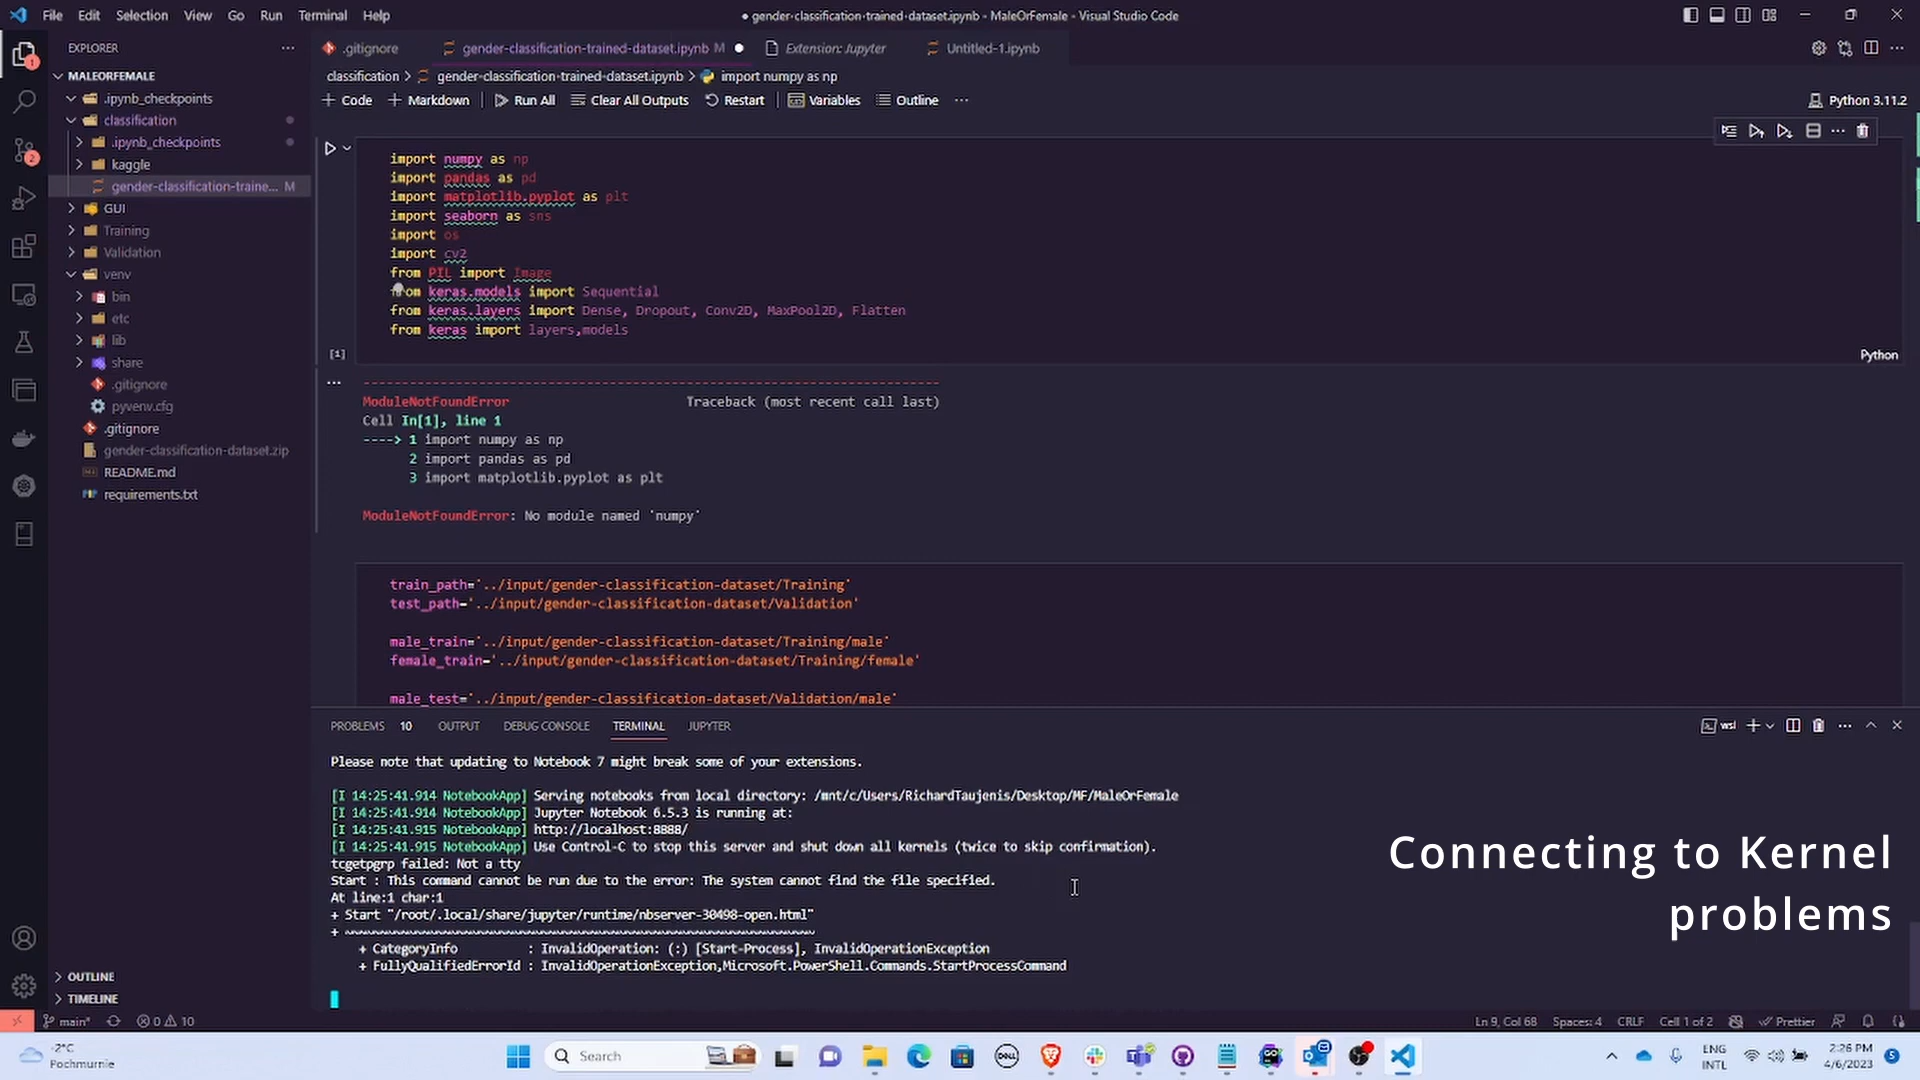 File Edit Selection View Go Run Terminal Help
● gender-classification-trained-dataset.ipynb - MaleOrFemale - Visual Studio Code
EXPLORER
.gitignore
gender-classification-trained-dataset.ipynb M
Extension: Jupyter
Untitled-1.ipynb
classification > gender-classification-trained-dataset.ipynb > import numpy as np
+ Code + Markdown Run All Clear All Outputs Restart Variables Outline ...
Python 3.11.2
MALEORFEMALE
.ipynb_checkpoints
classification
.ipynb_checkpoints
kaggle
gender-classification-traine... M
GUI
Training
Validation
venv
bin
etc
lib
share
.gitignore
pyvenv.cfg
.gitignore
gender-classification-dataset.zip
README.md
requirements.txt
OUTLINE
TIMELINE
import numpy as np
import pandas as pd
import matplotlib.pyplot as plt
import seaborn as sns
import os
import cv2
from PIL import Image
from keras.models import Sequential
from keras.layers import Dense, Dropout, Conv2D, MaxPool2D, Flatten
from keras import layers,models
[1]
Python
ModuleNotFoundError Traceback (most recent call last)
Cell In[1], line 1
----> 1 import numpy as np
2 import pandas as pd
3 import matplotlib.pyplot as plt
ModuleNotFoundError: No module named 'numpy'
train_path='../input/gender-classification-dataset/Training'
test_path='../input/gender-classification-dataset/Validation'
male_train='../input/gender-classification-dataset/Training/male'
female_train='../input/gender-classification-dataset/Training/female'
male_test='../input/gender-classification-dataset/Validation/male'
PROBLEMS 10 OUTPUT DEBUG CONSOLE TERMINAL JUPYTER
wsl
Please note that updating to Notebook 7 might break some of your extensions.
[I 14:25:41.914 NotebookApp] Serving notebooks from local directory: /mnt/c/Users/RichardTaujenis/Desktop/MF/MaleOrFemale
[I 14:25:41.914 NotebookApp] Jupyter Notebook 6.5.3 is running at:
[I 14:25:41.915 NotebookApp] http://localhost:8888/
[I 14:25:41.915 NotebookApp] Use Control-C to stop this server and shut down all kernels (twice to skip confirmation).
tcgetpgrp failed: Not a tty
Start : This command cannot be run due to the error: The system cannot find the file specified.
At line:1 char:1
+ Start "/root/.local/share/jupyter/runtime/nbserver-30498-open.html"
+ ~~~~~~~~~~~~~~~~~~~~~~~~~~~~~~~~~~~~~~~~~~~~~~~~~~~~~~~~~~~~~~~~~
+ CategoryInfo : InvalidOperation: (:) [Start-Process], InvalidOperationException
+ FullyQualifiedErrorId : InvalidOperationException,Microsoft.PowerShell.Commands.StartProcessCommand
Connecting to Kernel
problems
main* 0 10
Ln 9, Col 68 Spaces: 4 CRLF Cell 1 of 2 Prettier
-2°C
Pochmurnie
Search
DELL
ENG
INTL
2:26 PM
4/6/2023
5